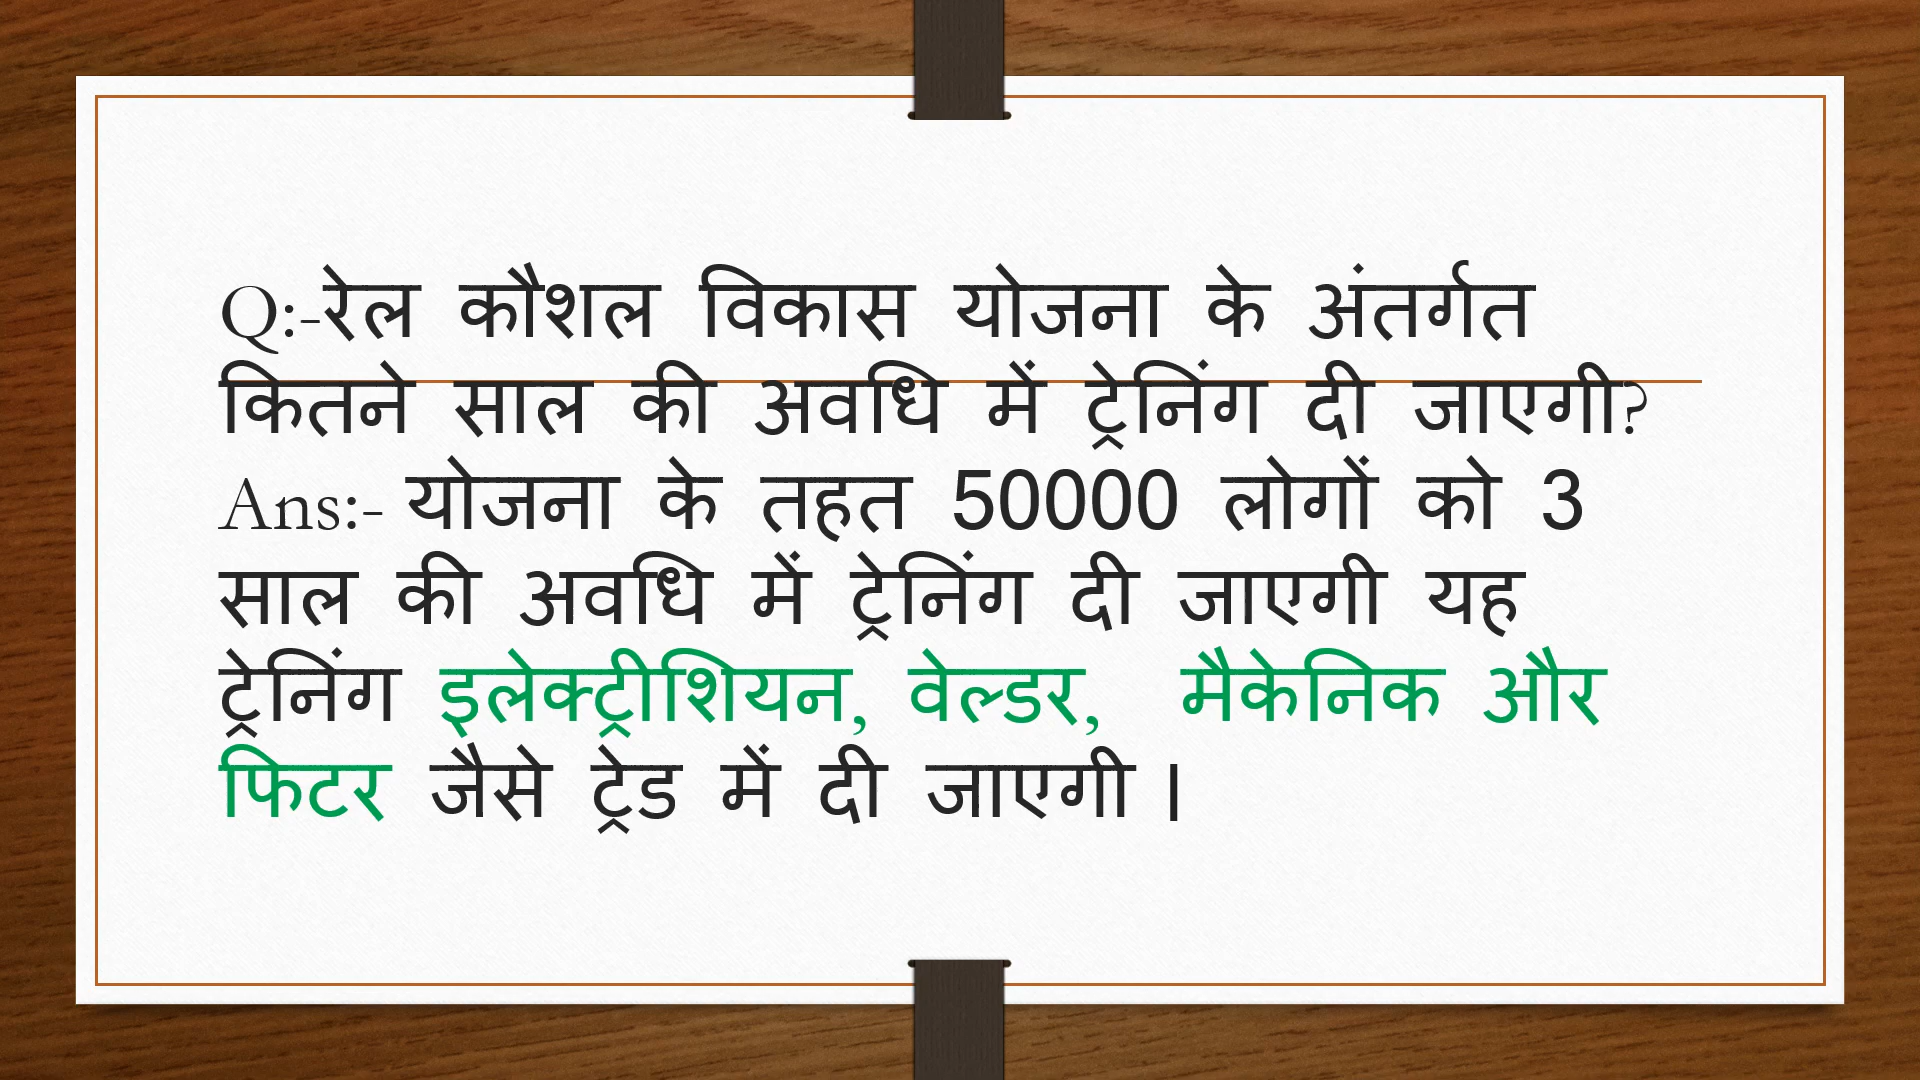 Q:-रेल कौशल विकास योजना के अंतर्गत
कितने साल की अवधि में ट्रेनिंग दी जाएगी?
Ans:- योजना के तहत 50000 लोगों को 3
साल की अवधि में ट्रेनिंग दी जाएगी यह
ट्रेनिंग इलेक्ट्रीशियन, वेल्डर, मैकेनिक और
फिटर जैसे ट्रेड में दी जाएगी ।